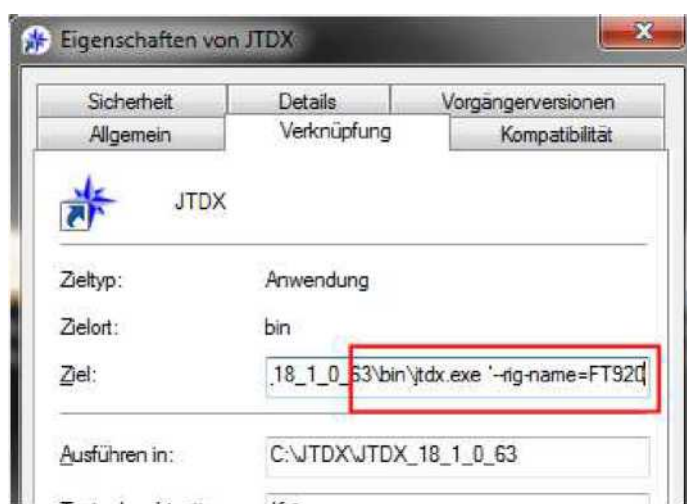 Eigenschaften von JTDX
Sicherheit Details Vorgängerversionen
Allgemein Verknüpfung Kompatibilität
JTDX
Zieltyp: Anwendung
Zielort: bin
Ziel: .18_1_0_63\bin\jtdx.exe '--rig-name=FT920
Ausführen in: C:\JTDX\JTDX_18_1_0_63